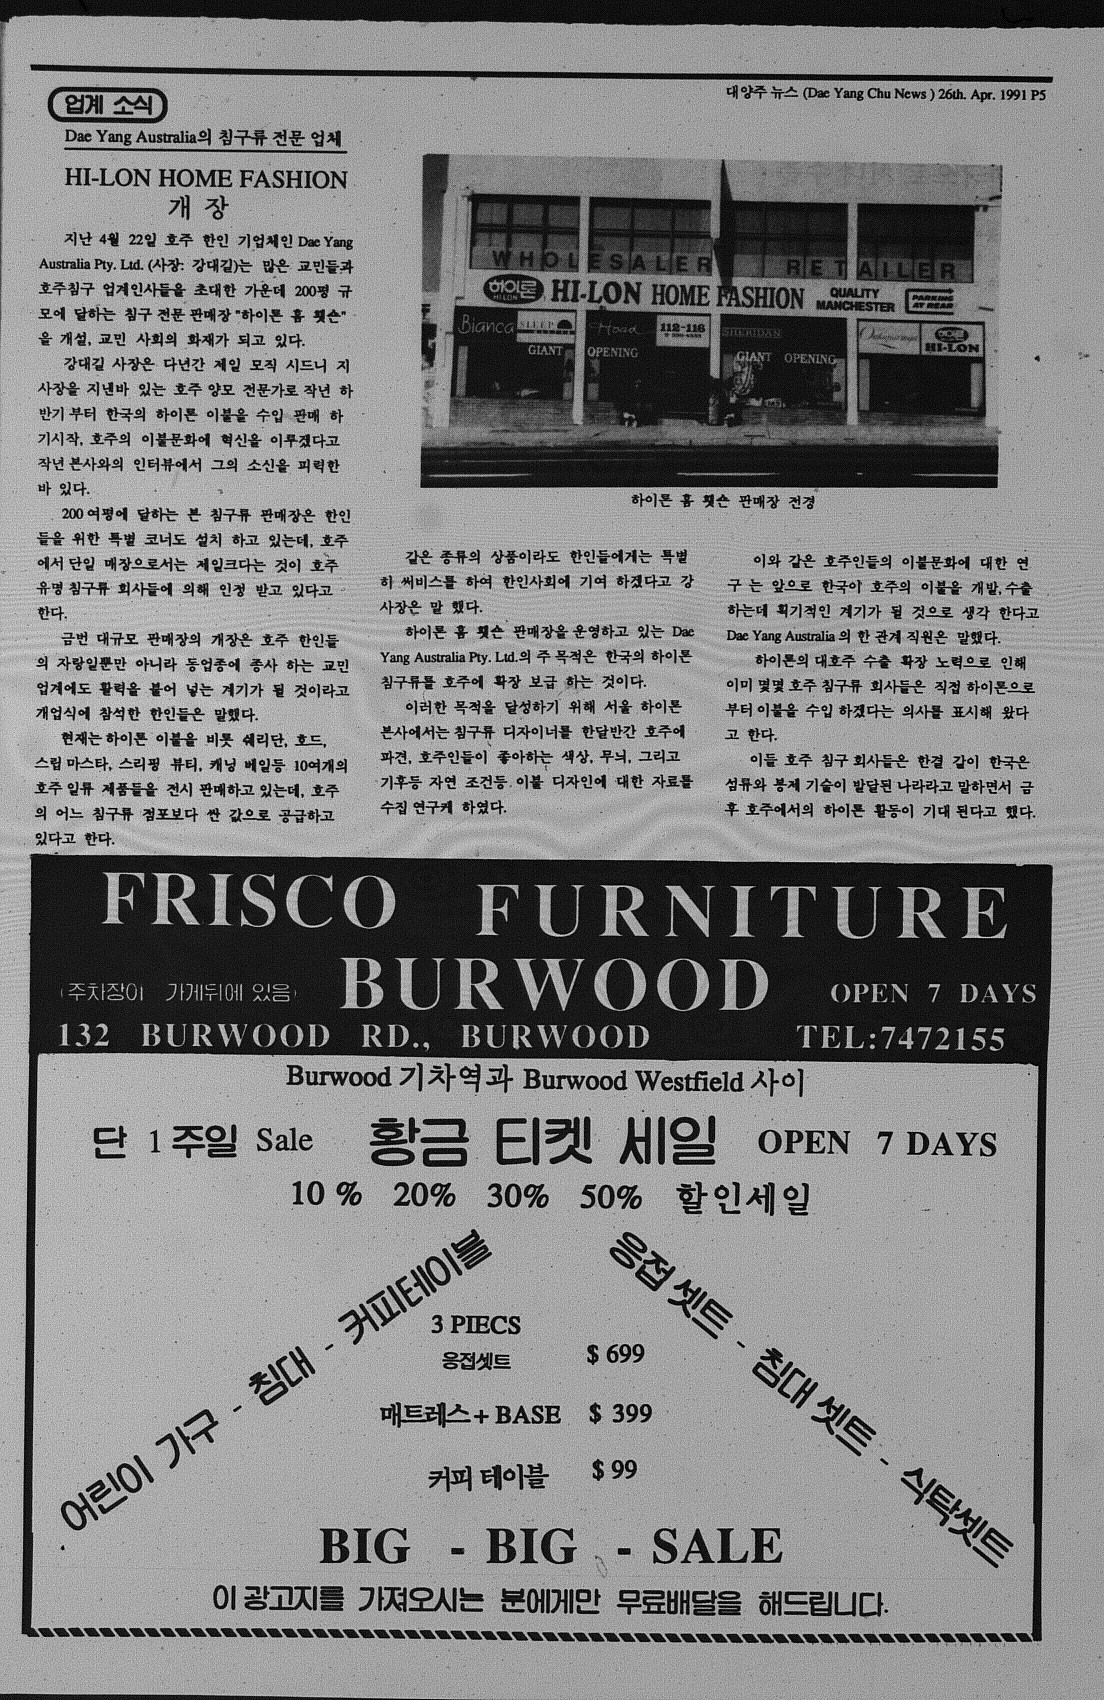 대양주 뉴스 (Dae Yang Chu News ) 26th. Apr. 1991 P5
업계 소식
Dae Yang Australia의 침구류 전문 업체
HI-LON HOME FASHION
개 장
지난 4월 22일 호주 한인 기업체인 Dae Yang
Australia Pty. Ltd. (사장: 강대길)는 많은 교민들과
호주침구 업계인사들을 초대한 가운데 200평 규
모에 달하는 침구 전문 판매장 "하이론 홈 횃숀"
을 개설, 교민 사회의 화재가 되고 있다.
강대길 사장은 다년간 제일 모직 시드니 지
사장을 지낸바 있는 호주 양모 전문가로 작년 하
반기 부터 한국의 하이론 이불을 수입 판매 하
기시작, 호주의 이불문화에 혁신을 이루겠다고
작년 본사와의 인터뷰에서 그의 소신을 피력한
바 있다.
200 여평에 달하는 본 침구류 판매장은 한인
들을 위한 특별 코너도 설치 하고 있는데, 호주
에서 단일 매장으로서는 제일크다는 것이 호주
유명 침구류 회사들에 의해 인정 받고 있다고
한다.
금번 대규모 판매장의 개장은 호주 한인들
의 자랑일뿐만 아니라 동업종에 종사 하는 교민
업계에도 활력을 불어 넣는 계기가 될 것이라고
개업식에 참석한 한인들은 말했다.
현재는 하이론 이불을 비롯 쉐리단, 호드,
스립 마스타, 스리핑 뷰티, 캐닝 베일등 10여개의
호주 일류 제품들을 전시 판매하고 있는데, 호주
의 어느 침구류 점포보다 싼 값으로 공급하고
있다고 한다.
WHOLESALER RETAILER
하이론 HI-LON HI-LON HOME FASHION QUALITY MANCHESTER PARKING AT REAR
Bianca SLEEP Hoad 112-116 SHERIDAN 하이론 HI-LON
GIANT OPENING GIANT OPENING
하이론 홈 횃숀 판매장 전경
같은 종류의 상품이라도 한인들에게는 특별
히 써비스를 하여 한인사회에 기여 하겠다고 강
사장은 말 했다.
하이론 홈 횃숀 판매장을 운영하고 있는 Dae
Yang Australia Pty. Ltd.의 주 목적은 한국의 하이론
침구류를 호주에 확장 보급 하는 것이다.
이러한 목적을 달성하기 위해 서울 하이론
본사에서는 침구류 디자이너를 한달반간 호주에
파견, 호주인들이 좋아하는 색상, 무늬, 그리고
기후등 자연 조건등 이불 디자인에 대한 자료를
수집 연구케 하였다.
이와 같은 호주인들의 이불문화에 대한 연
구 는 앞으로 한국이 호주의 이불을 개발, 수출
하는데 획기적인 계기가 될 것으로 생각 한다고
Dae Yang Australia 의 한 관계 직원은 말했다.
하이론의 대호주 수출 확장 노력으로 인해
이미 몇몇 호주 침구류 회사들은 직접 하이론으로
부터 이불을 수입 하겠다는 의사를 표시해 왔다
고 한다.
이들 호주 침구 회사들은 한결 같이 한국은
섬류와 봉제 기술이 발달된 나라라고 말하면서 금
후 호주에서의 하이론 활동이 기대 된다고 했다.
FRISCO FURNITURE
BURWOOD
(주차장이 가게뒤에 있음) OPEN 7 DAYS
132 BURWOOD RD., BURWOOD TEL:7472155
Burwood 기차역과 Burwood Westfield 사이
단 1 주일 Sale 황금 티켓 세일 OPEN 7 DAYS
10 % 20% 30% 50% 할인세일
어린이 가구 - 침대 - 커피테이블
응접 셋트 - 침대 셋트 - 식탁셋트
3 PIECS
응접셋트 $ 699
매트레스 + BASE $ 399
커피 테이블 $ 99
BIG - BIG - SALE
이 광고지를 가져오시는 분에게만 무료배달을 해드립니다.